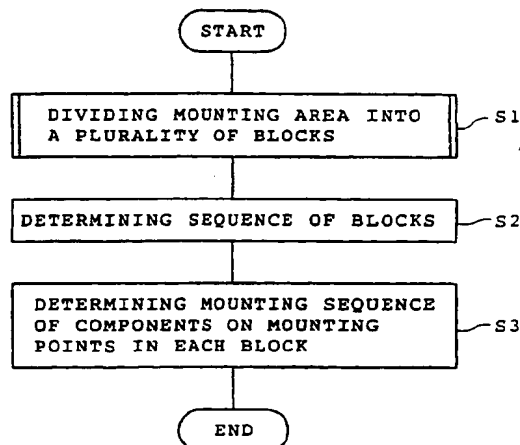 START
DIVIDING MOUNTING AREA INTO
A PLURALITY OF BLOCKS
S1
DETERMINING SEQUENCE OF BLOCKS
S2
DETERMINING MOUNTING SEQUENCE
OF COMPONENTS ON MOUNTING
POINTS IN EACH BLOCK
S3
END